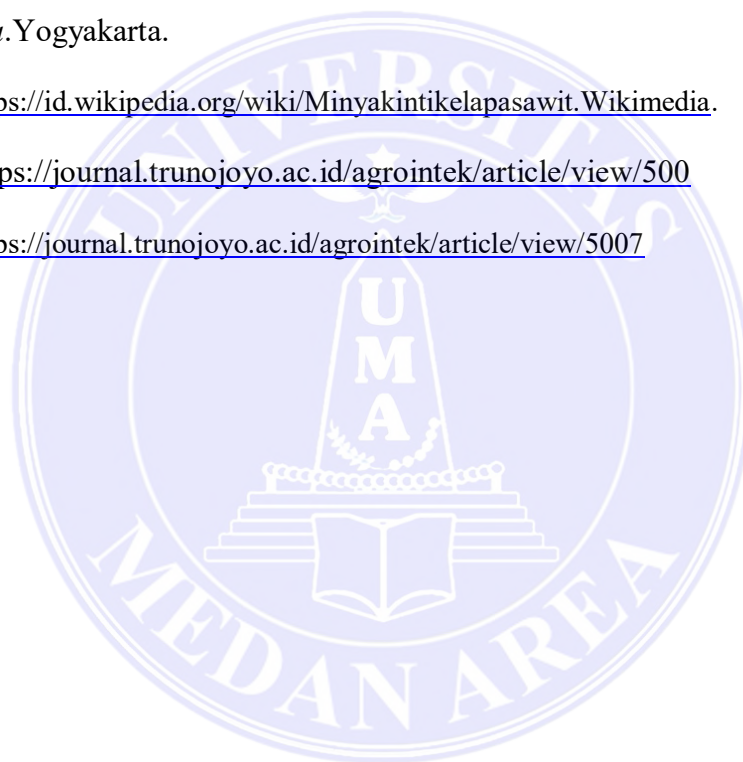 .Yogyakarta.
ps://id.wikipedia.org/wiki/Minyakintikelapasawit.Wikimedia.
ps://journal.trunojoyo.ac.id/agrointek/article/view/500
ps://journal.trunojoyo.ac.id/agrointek/article/view/5007
UNIVERSITAS
U
M
A
MEDAN AREA